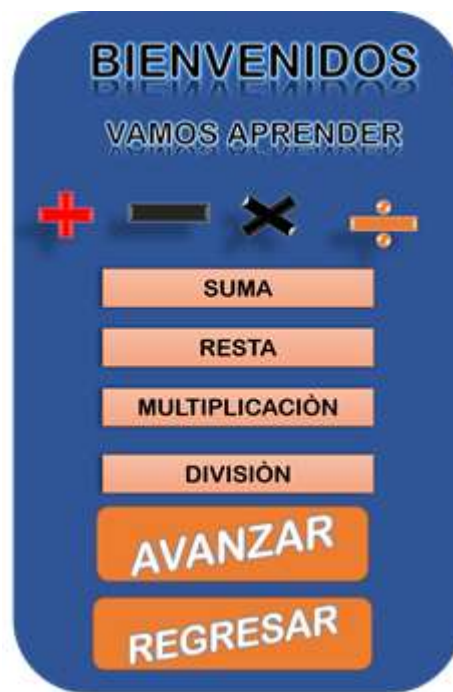 BIENVENIDOS
VAMOS APRENDER
SUMA
RESTA
MULTIPLICACIÒN
DIVISIÒN
AVANZAR
REGRESAR